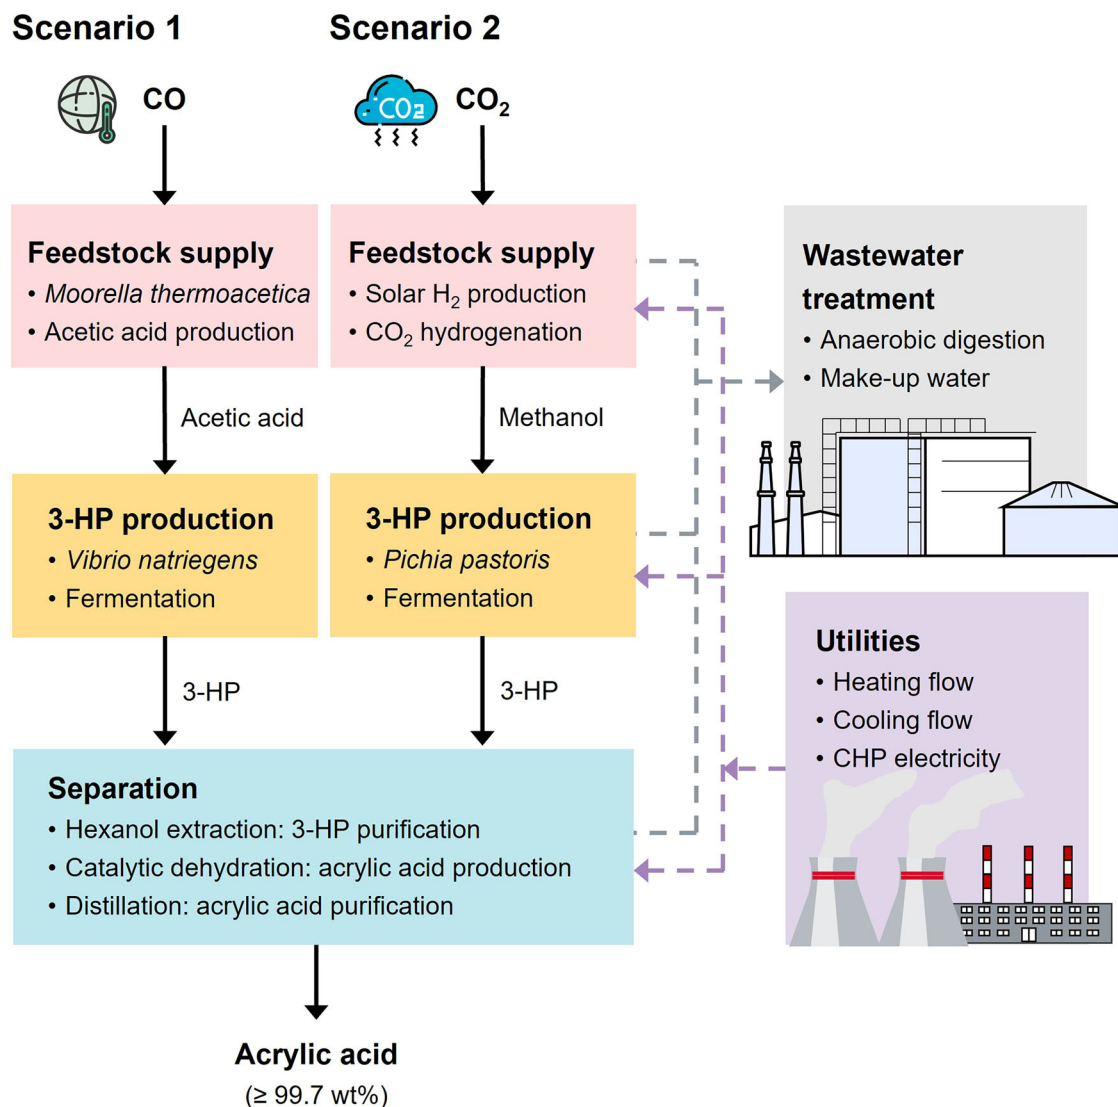 Scenario 1
CO
Feedstock supply
• Moorella thermoacetica
• Acetic acid production
Acetic acid
3-HP production
• Vibrio natriegens
• Fermentation
3-HP
Scenario 2
CO2
CO₂
Feedstock supply
• Solar H₂ production
• CO₂ hydrogenation
Methanol
3-HP production
• Pichia pastoris
• Fermentation
3-HP
Separation
• Hexanol extraction: 3-HP purification
• Catalytic dehydration: acrylic acid production
• Distillation: acrylic acid purification
Acrylic acid
(≥ 99.7 wt%)
Wastewater
treatment
• Anaerobic digestion
• Make-up water
Utilities
• Heating flow
• Cooling flow
• CHP electricity